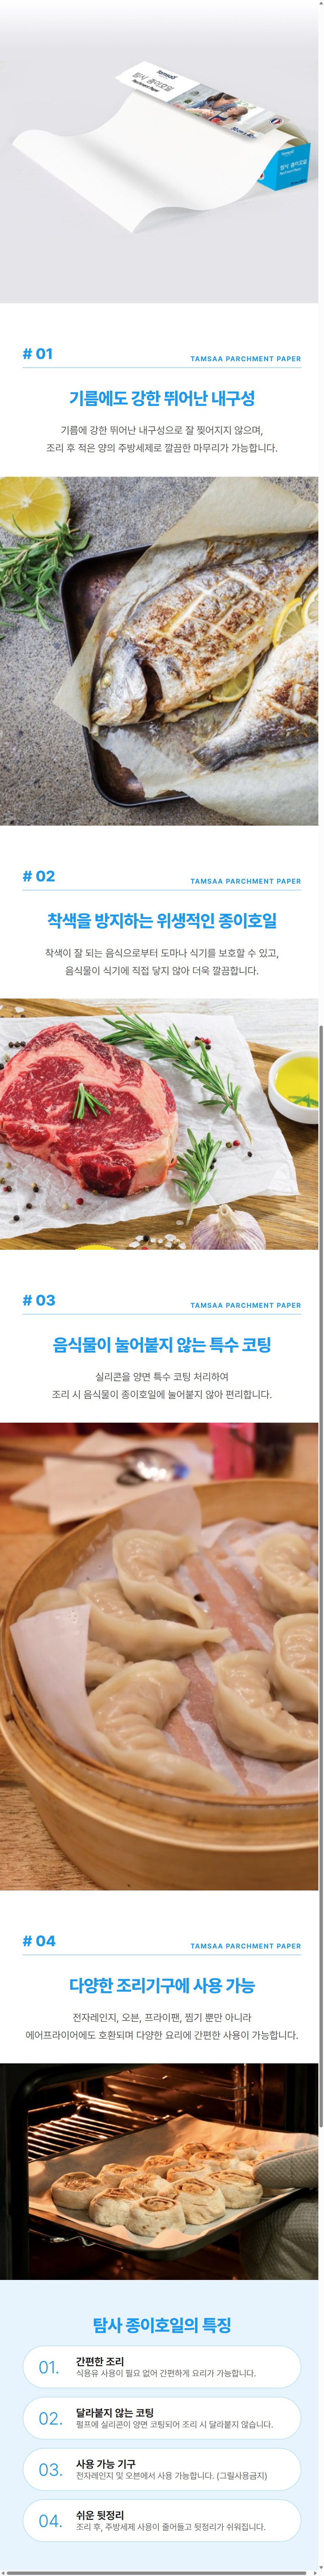 Tamsaa
탐사 종이호일
Parchment Paper
# 01
TAMSAA PARCHMENT PAPER
기름에도 강한 뛰어난 내구성
기름에 강한 뛰어난 내구성으로 잘 찢어지지 않으며,
조리 후 적은 양의 주방세제로 깔끔한 마무리가 가능합니다.
# 02
TAMSAA PARCHMENT PAPER
착색을 방지하는 위생적인 종이호일
착색이 잘 되는 음식으로부터 도마나 식기를 보호할 수 있고,
음식물이 식기에 직접 닿지 않아 더욱 깔끔합니다.
# 03
TAMSAA PARCHMENT PAPER
음식물이 눌어붙지 않는 특수 코팅
실리콘을 양면 특수 코팅 처리하여
조리 시 음식물이 종이호일에 눌어붙지 않아 편리합니다.
# 04
TAMSAA PARCHMENT PAPER
다양한 조리기구에 사용 가능
전자레인지, 오븐, 프라이팬, 찜기 뿐만 아니라
에어프라이어에도 호환되며 다양한 요리에 간편한 사용이 가능합니다.
탐사 종이호일의 특징
01.
간편한 조리
식용유 사용이 필요 없어 간편하게 요리가 가능합니다.
02.
달라붙지 않는 코팅
펄프에 실리콘이 양면 코팅되어 조리 시 달라붙지 않습니다.
03.
사용 가능 기구
전자레인지 및 오븐에서 사용 가능합니다. (그릴사용금지)
04.
쉬운 뒷정리
조리 후, 주방세제 사용이 줄어들고 뒷정리가 쉬워집니다.